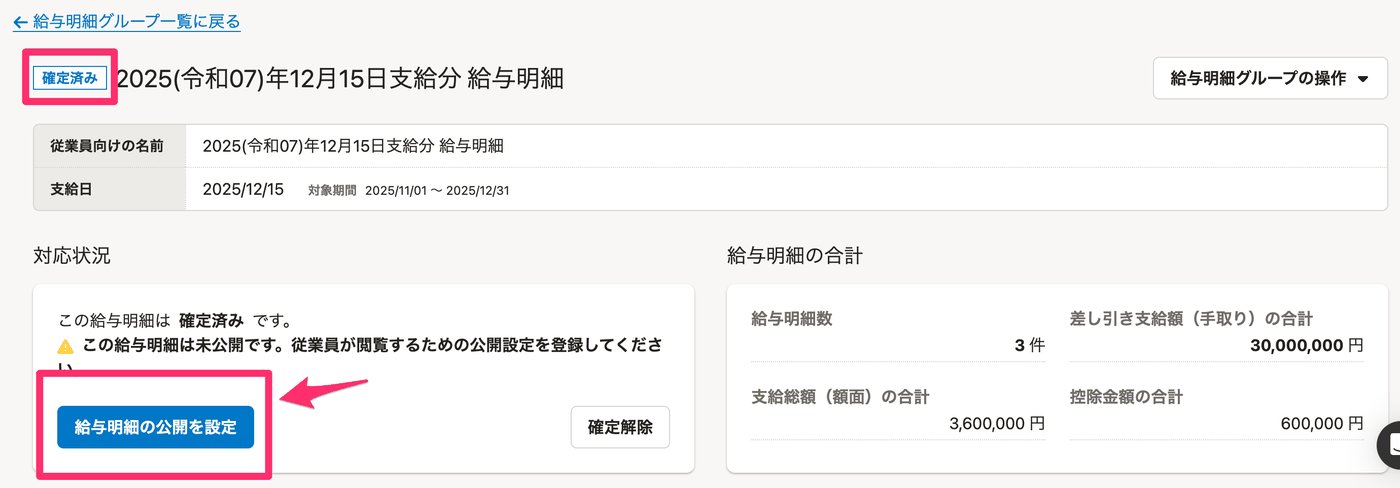 ← 給与明細グループ一覧に戻る
確定済み 2025(令和07)年12月15日支給分 給与明細
給与明細グループの操作
従業員向けの名前 2025(令和07)年12月15日支給分 給与明細
支給日 2025/12/15 対象期間 2025/11/01 ～ 2025/12/31
対応状況
この給与明細は 確定済み です。
この給与明細は未公開です。従業員が閲覧するための公開設定を登録してくださ
い
給与明細の公開を設定
確定解除
給与明細の合計
給与明細数
3 件
差し引き支給額（手取り）の合計
30,000,000 円
支給総額（額面）の合計
3,600,000 円
控除金額の合計
600,000 円